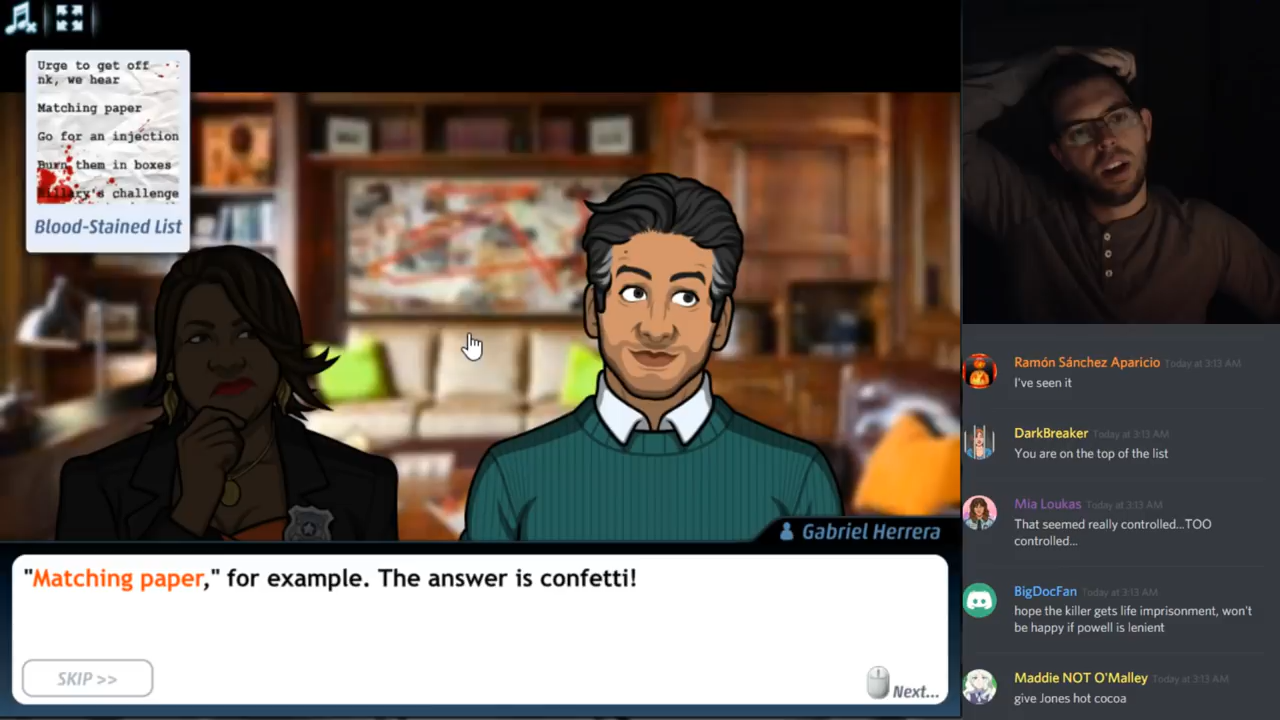 Urge to get off
nk, we hear
Matching paper
Go for an injection
Burn them in boxes
Hillary's challenge
Blood-Stained List
Gabriel Herrera
"Matching paper," for example. The answer is confetti!
SKIP >>
Next...
Ramón Sánchez Aparicio Today at 3:13 AM
I've seen it
DarkBreaker Today at 3:13 AM
You are on the top of the list
Mia Loukas Today at 3:13 AM
That seemed really controlled...TOO
controlled...
BigDocFan Today at 3:13 AM
hope the killer gets life imprisonment, won't
be happy if powell is lenient
Maddie NOT O'Malley Today at 3:13 AM
give Jones hot cocoa